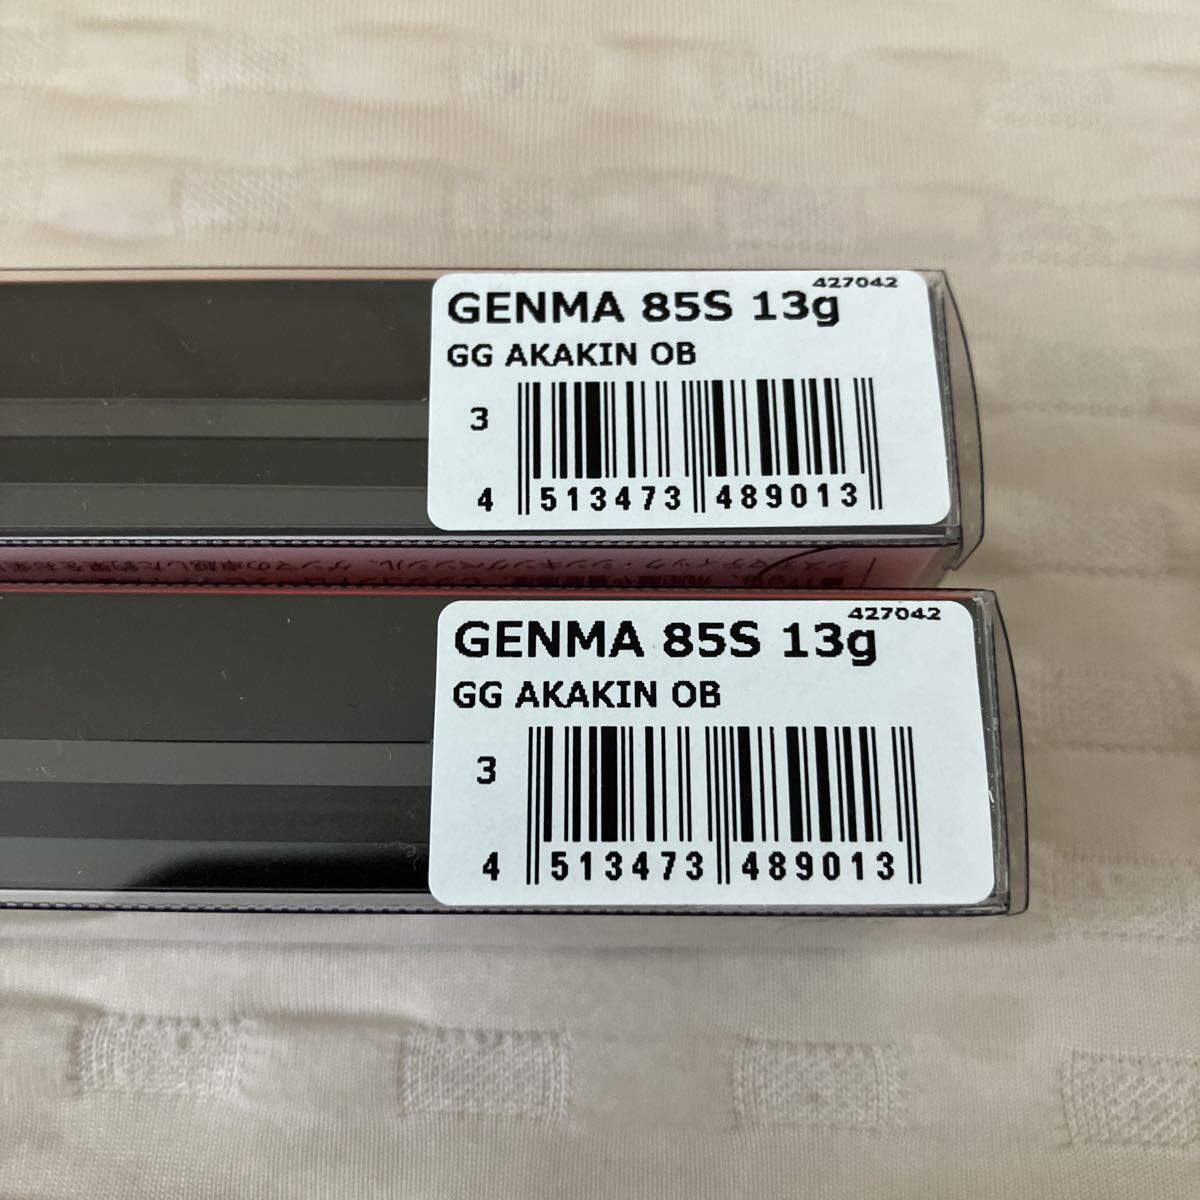 427042
GENMA 85S 13g
GG AKAKIN OB
3
4 513473 489013
427042
GENMA 85S 13g
GG AKAKIN OB
3
4 513473 489013